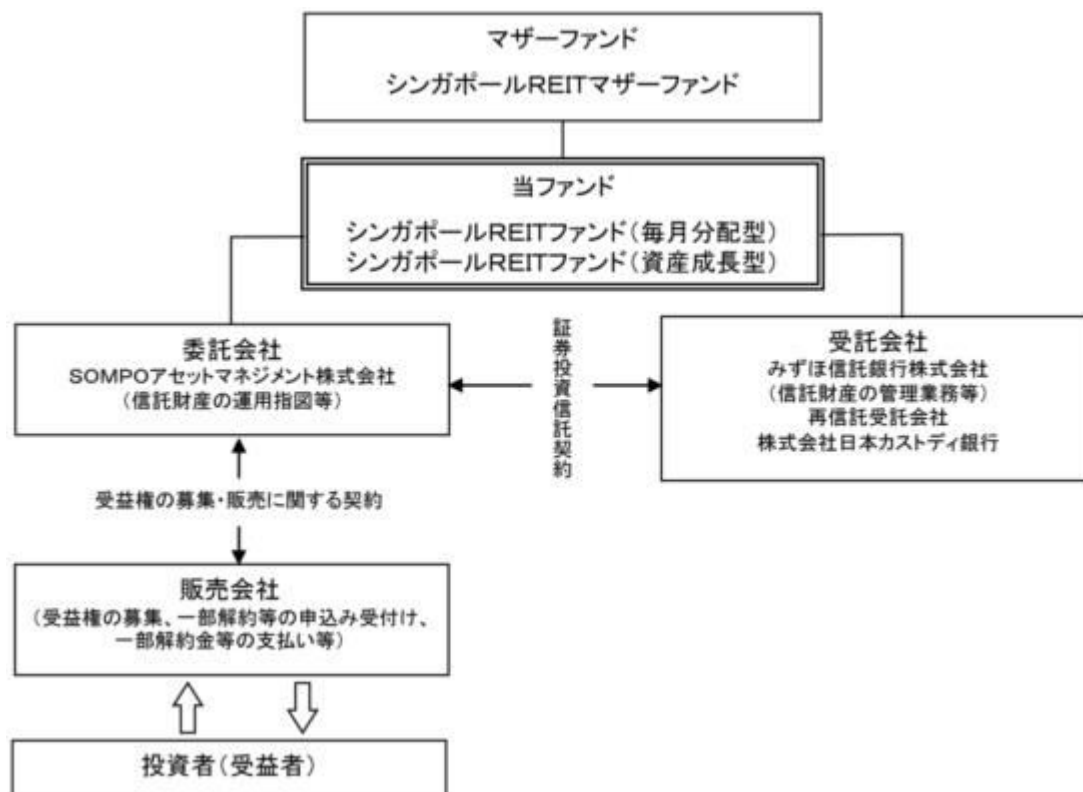 マザーファンド
シンガポールREITマザーファンド
当ファンド
シンガポールREITファンド(毎月分配型)
シンガポールREITファンド(資産成長型)
委託会社
SOMPOアセットマネジメント株式会社
(信託財産の運用指図等)
証券投資信託契約
受託会社
みずほ信託銀行株式会社
(信託財産の管理業務等)
再信託受託会社
株式会社日本カストディ銀行
受益権の募集・販売に関する契約
販売会社
(受益権の募集、一部解約等の申込み受付け、
一部解約金等の支払い等)
投資者(受益者)